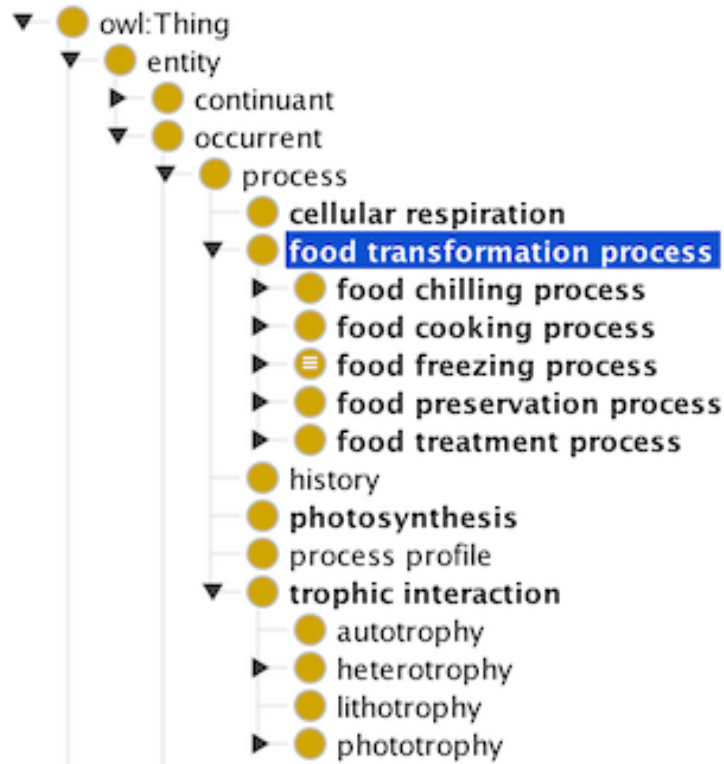 owl:Thing
entity
continuant
occurrent
process
cellular respiration
food transformation process
food chilling process
food cooking process
food freezing process
food preservation process
food treatment process
history
photosynthesis
process profile
trophic interaction
autotrophy
heterotrophy
lithotrophy
phototrophy